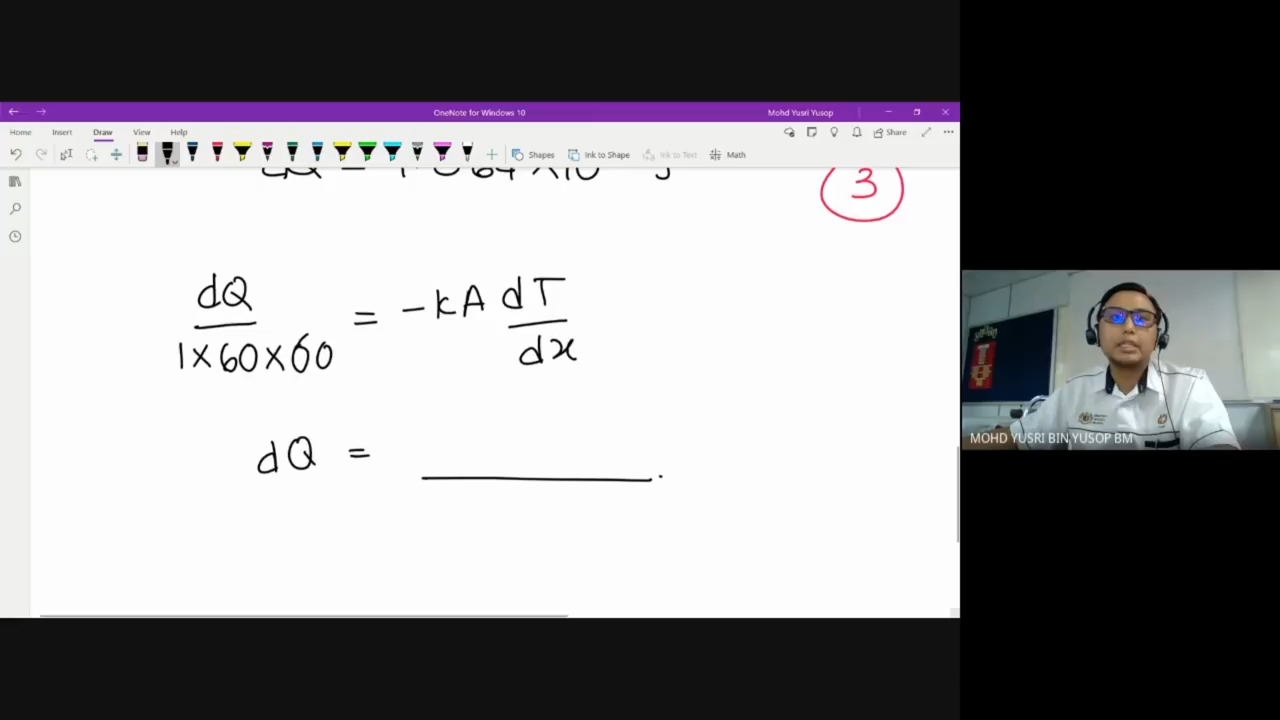 OneNote for Windows 10
Mohd Yusri Yusop
Home Insert Draw View Help
Share
Shapes Ink to Shape Ink to Text Math
3
dQ
1×60×60
= -kA dT
dx
dQ = .
MOHD YUSRI BIN YUSOP BM